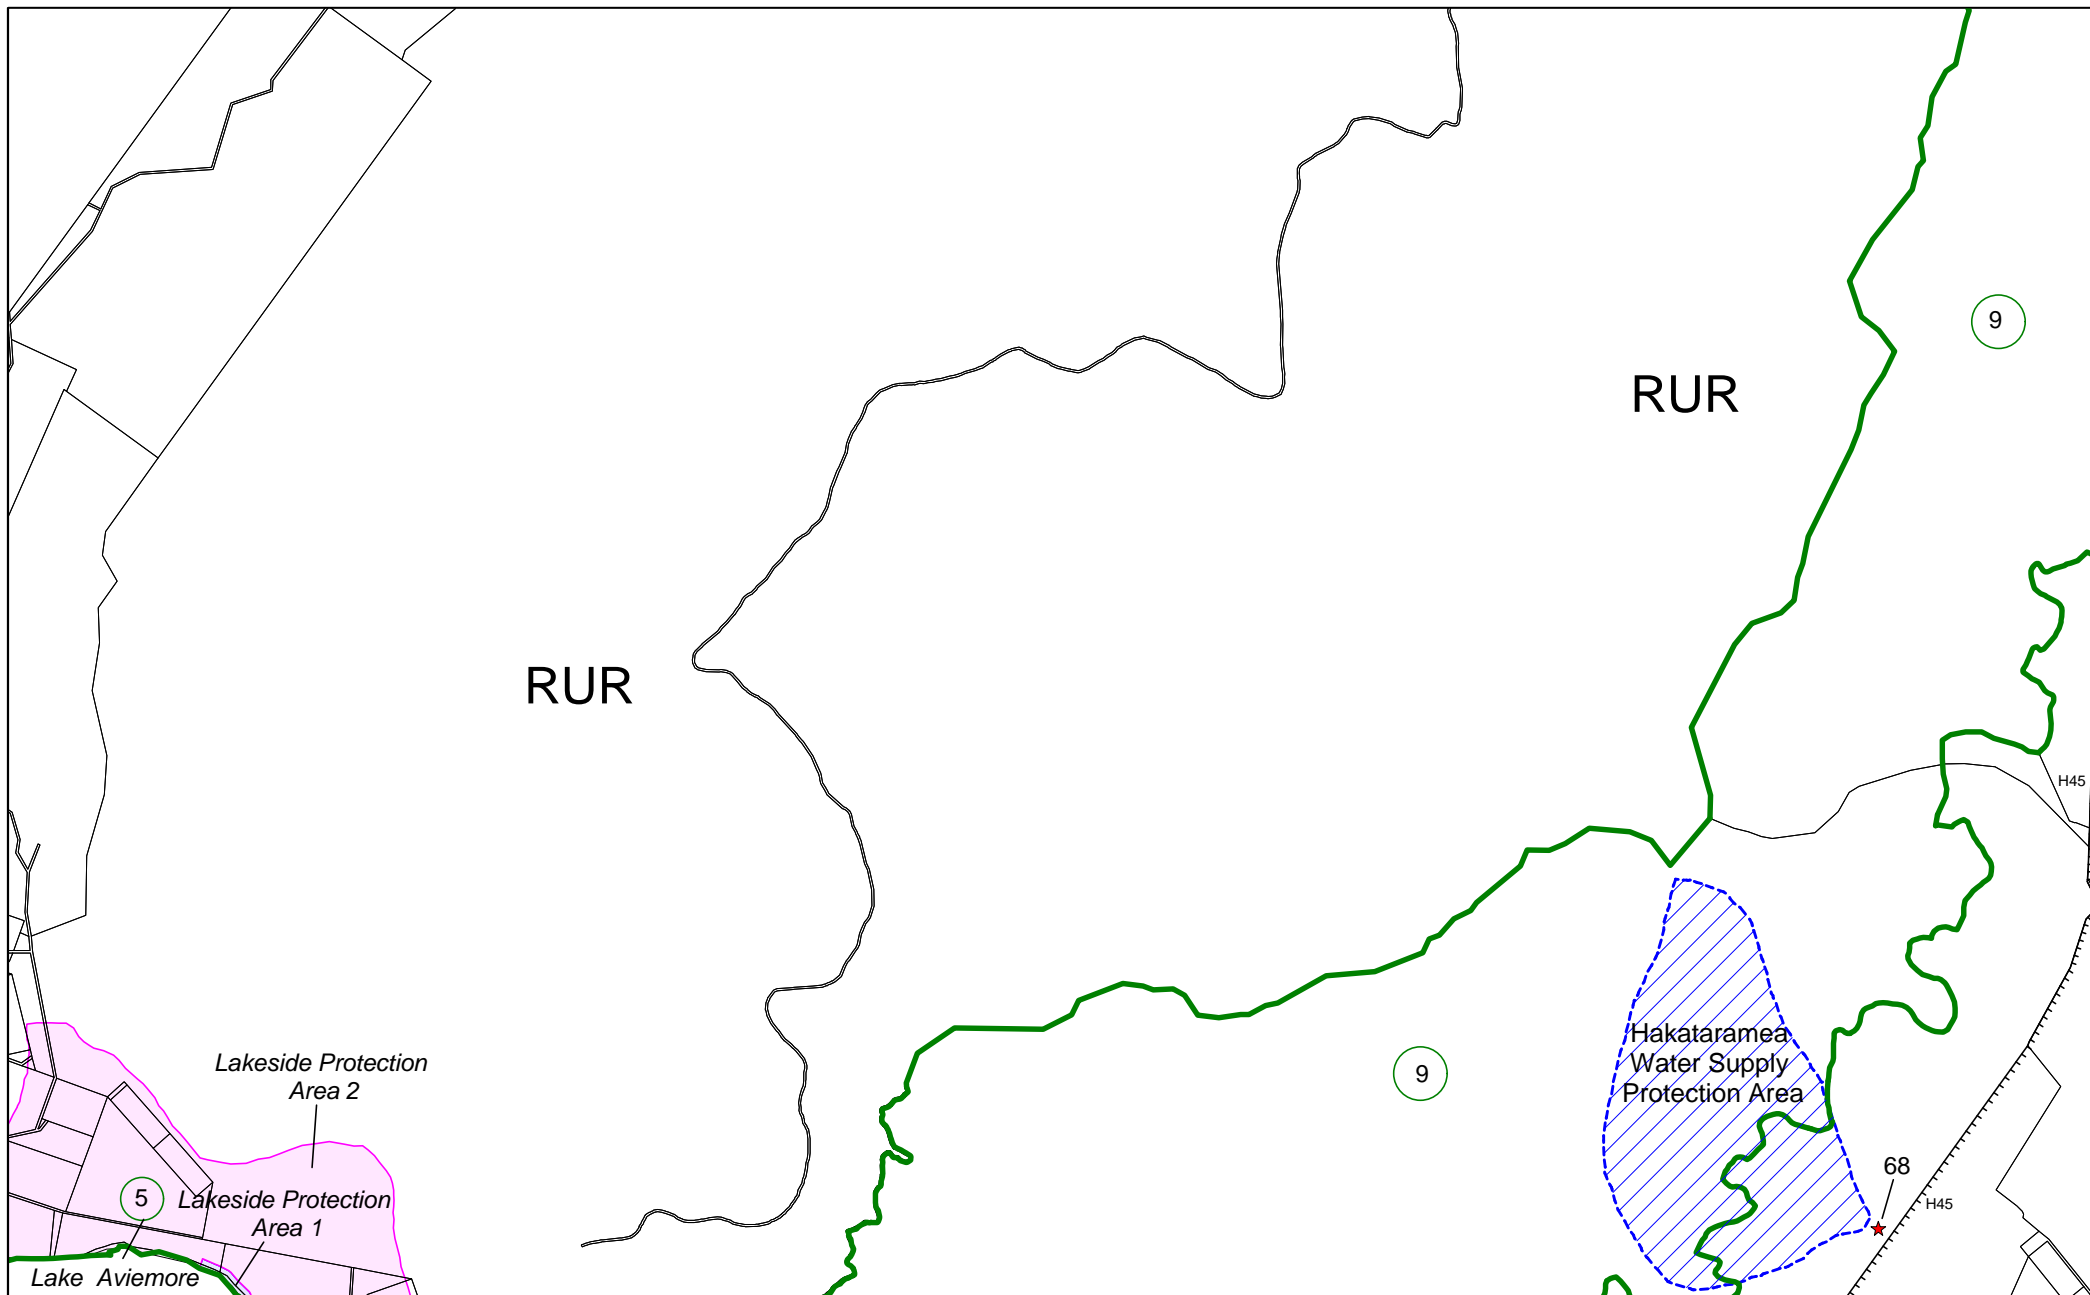 9
RUR
RUR
H45
Hakataramea
Water Supply
Protection Area
9
Lakeside Protection
Area 2
68
5
Lakeside Protection
Area 1
H45
Lake Aviemore